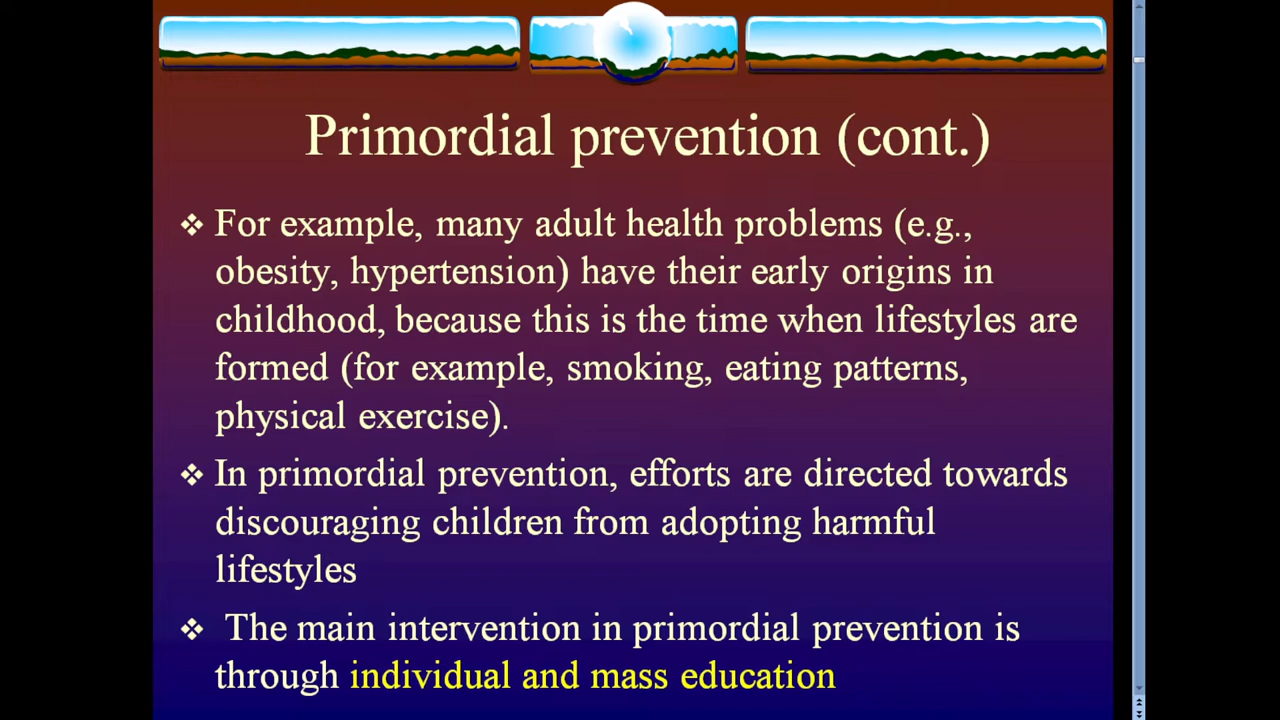 Primordial prevention (cont.)
❖ For example, many adult health problems (e.g.,
obesity, hypertension) have their early origins in
childhood, because this is the time when lifestyles are
formed (for example, smoking, eating patterns,
physical exercise).
❖ In primordial prevention, efforts are directed towards
discouraging children from adopting harmful
lifestyles
❖ The main intervention in primordial prevention is
through individual and mass education